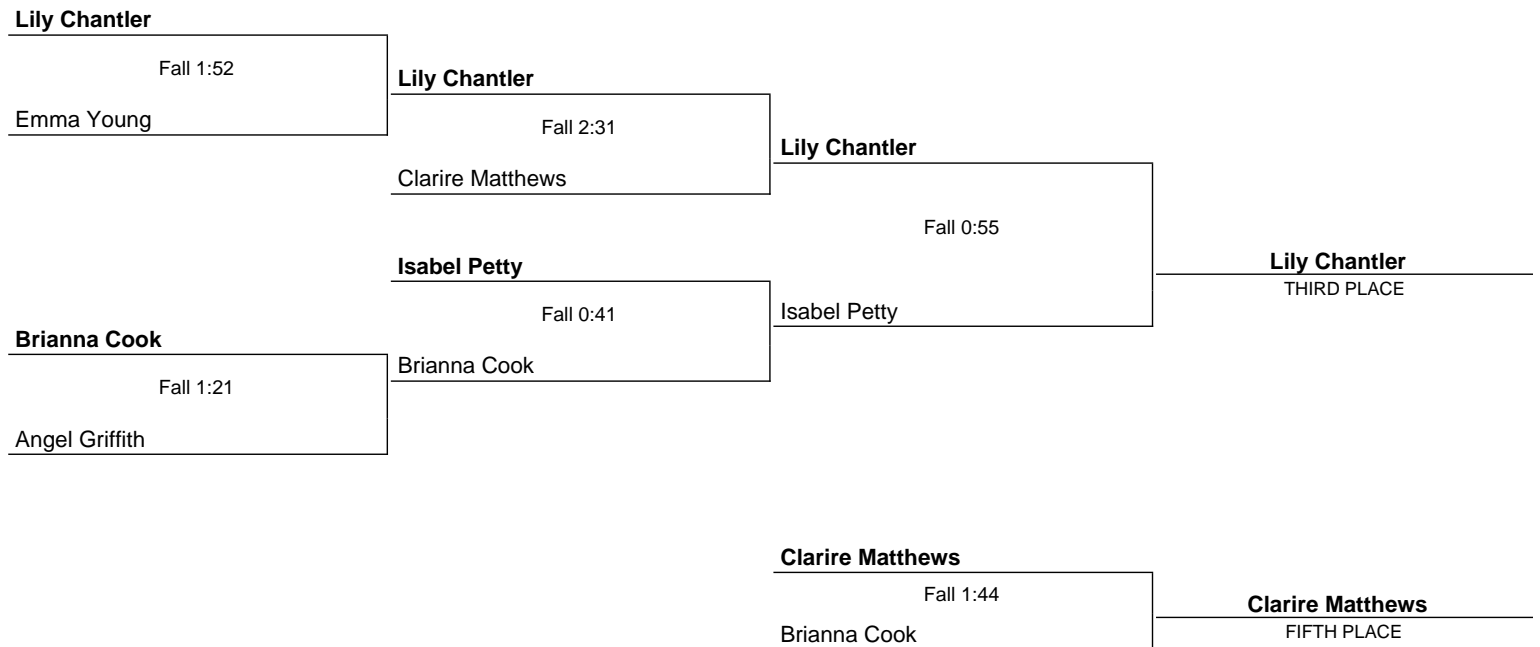 Lily Chantler
Fall 1:52
Emma Young
Lily Chantler
Fall 2:31
Clarire Matthews
Lily Chantler
Fall 0:55
Isabel Petty
Lily Chantler
THIRD PLACE
Isabel Petty
Fall 0:41
Brianna Cook
Brianna Cook
Fall 1:21
Angel Griffith
Clarire Matthews
Fall 1:44
Brianna Cook
Clarire Matthews
FIFTH PLACE